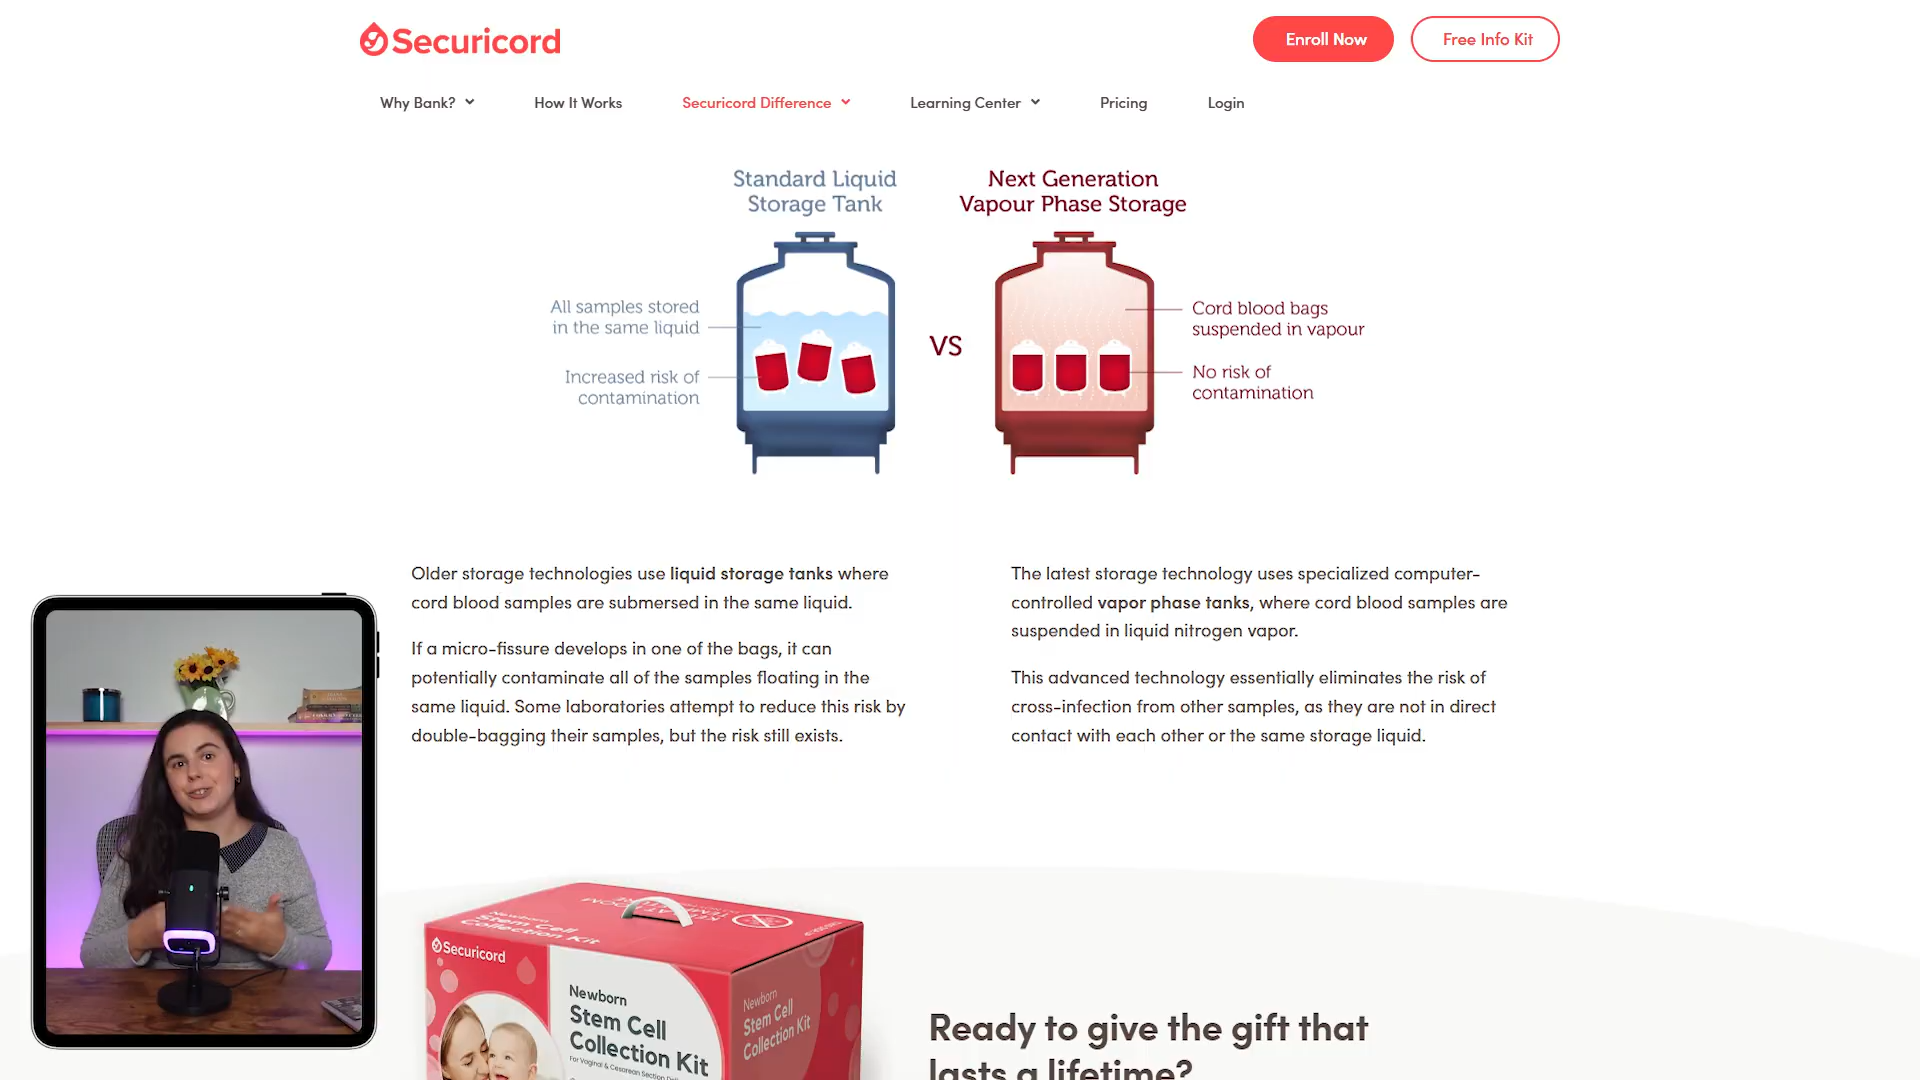 Securicord
Enroll Now
Free Info Kit
Why Bank?
How It Works
Securicord Difference
Learning Center
Pricing
Login
Standard Liquid
Storage Tank
Next Generation
Vapour Phase Storage
All samples stored
in the same liquid
Increased risk of
contamination
VS
Cord blood bags
suspended in vapour
No risk of
contamination
Older storage technologies use liquid storage tanks where
cord blood samples are submersed in the same liquid.
If a micro-fissure develops in one of the bags, it can
potentially contaminate all of the samples floating in the
same liquid. Some laboratories attempt to reduce this risk by
double-bagging their samples, but the risk still exists.
The latest storage technology uses specialized computer-
controlled vapor phase tanks, where cord blood samples are
suspended in liquid nitrogen vapor.
This advanced technology essentially eliminates the risk of
cross-infection from other samples, as they are not in direct
contact with each other or the same storage liquid.
Newborn
Stem Cell
Collection Kit
Securicord
Newborn
Stem Cell
Collection Kit
For Vaginal & Cesarean Section
Newborn
Stem Cell
Collection Kit
Ready to give the gift that
lasts a lifetime?